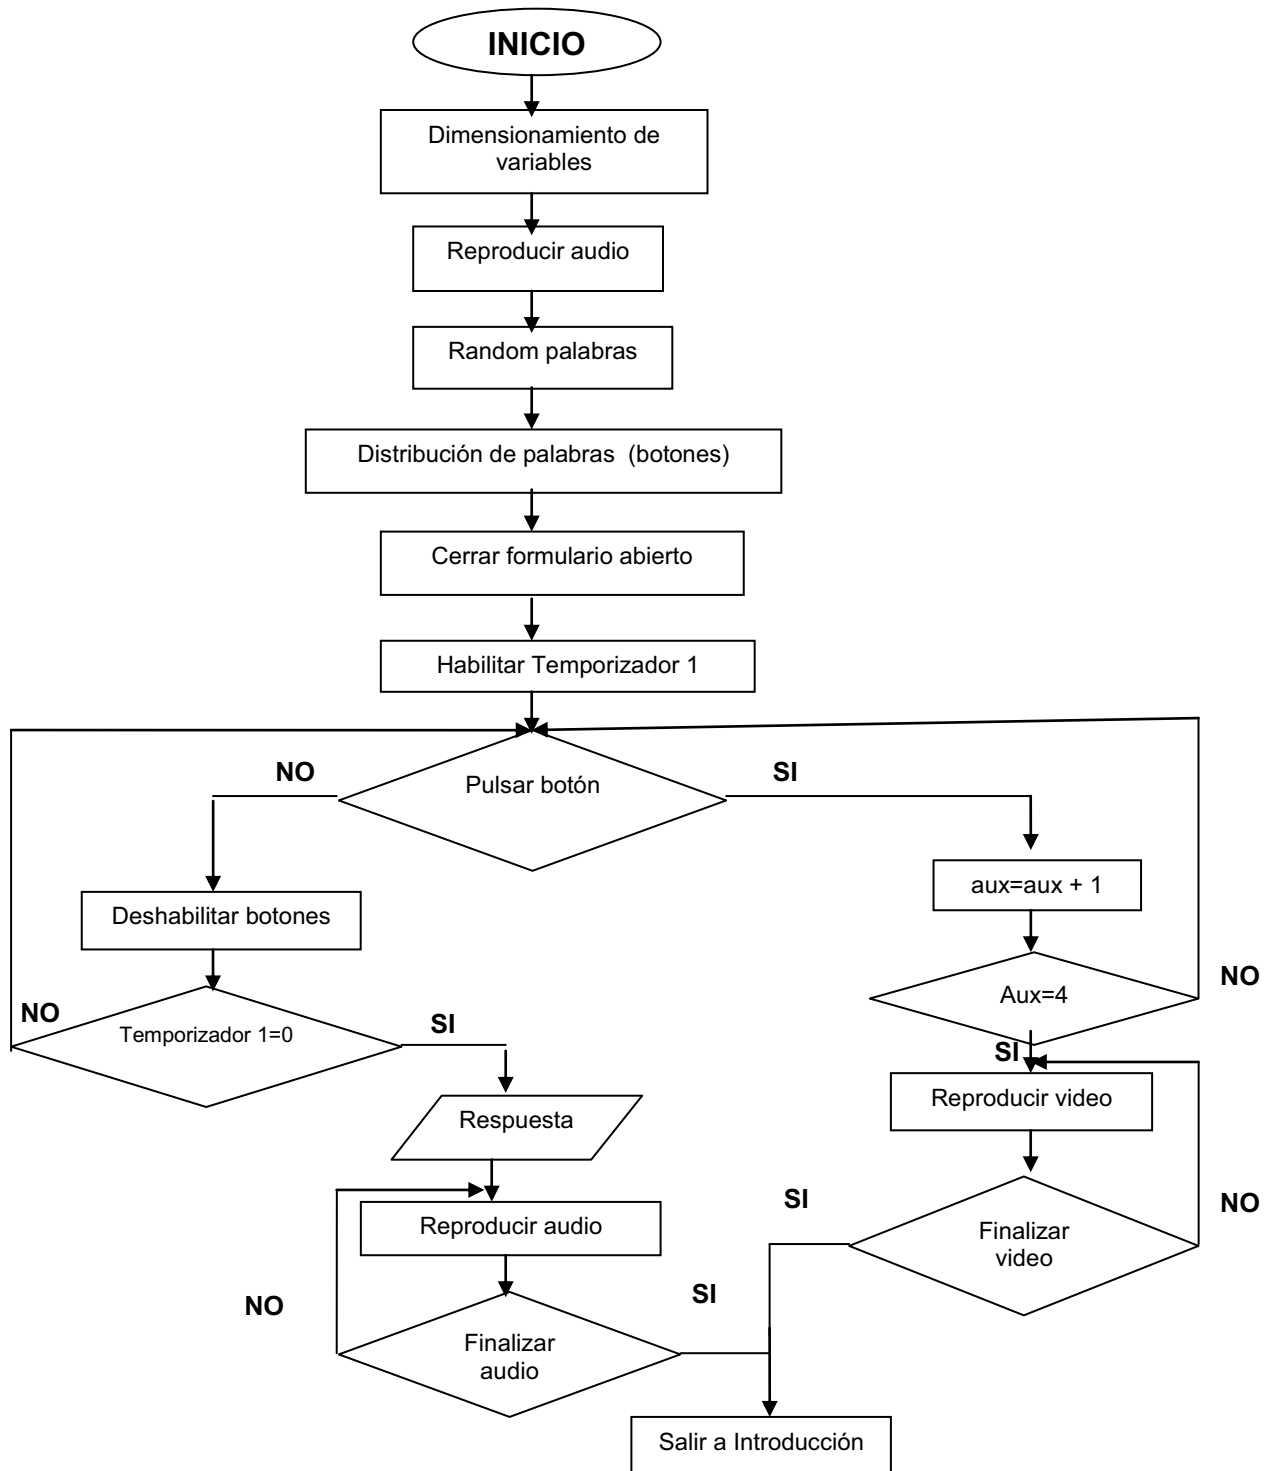 INICIO
Dimensionamiento de
variables
Reproducir audio
Random palabras
Distribución de palabras (botones)
Cerrar formulario abierto
Habilitar Temporizador 1
NO
Pulsar botón
SI
Deshabilitar botones
aux=aux + 1
NO
Temporizador 1=0
SI
Aux=4
NO
SI
Respuesta
Reproducir video
Reproducir audio
SI
Finalizar
video
NO
NO
Finalizar
audio
SI
Salir a Introducción